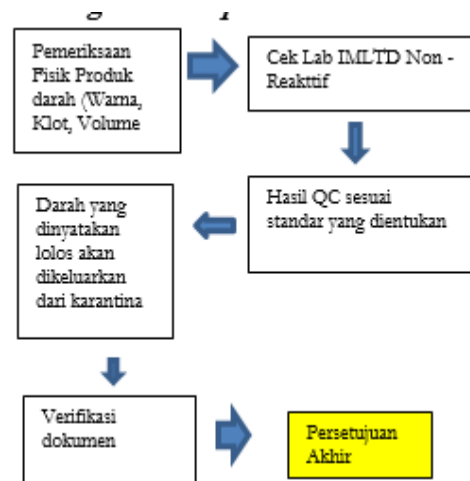 Pemeriksaan
Fisik Produk
darah (Warna,
Klot, Volume
Cek Lab IMLTD Non -
Reakttif
Hasil QC sesuai
standar yang dientukan
Darah yang
dinyatakan
lolos akan
dikeluarkan
dari karantina
Verifikasi
dokumen
Persetujuan
Akhir